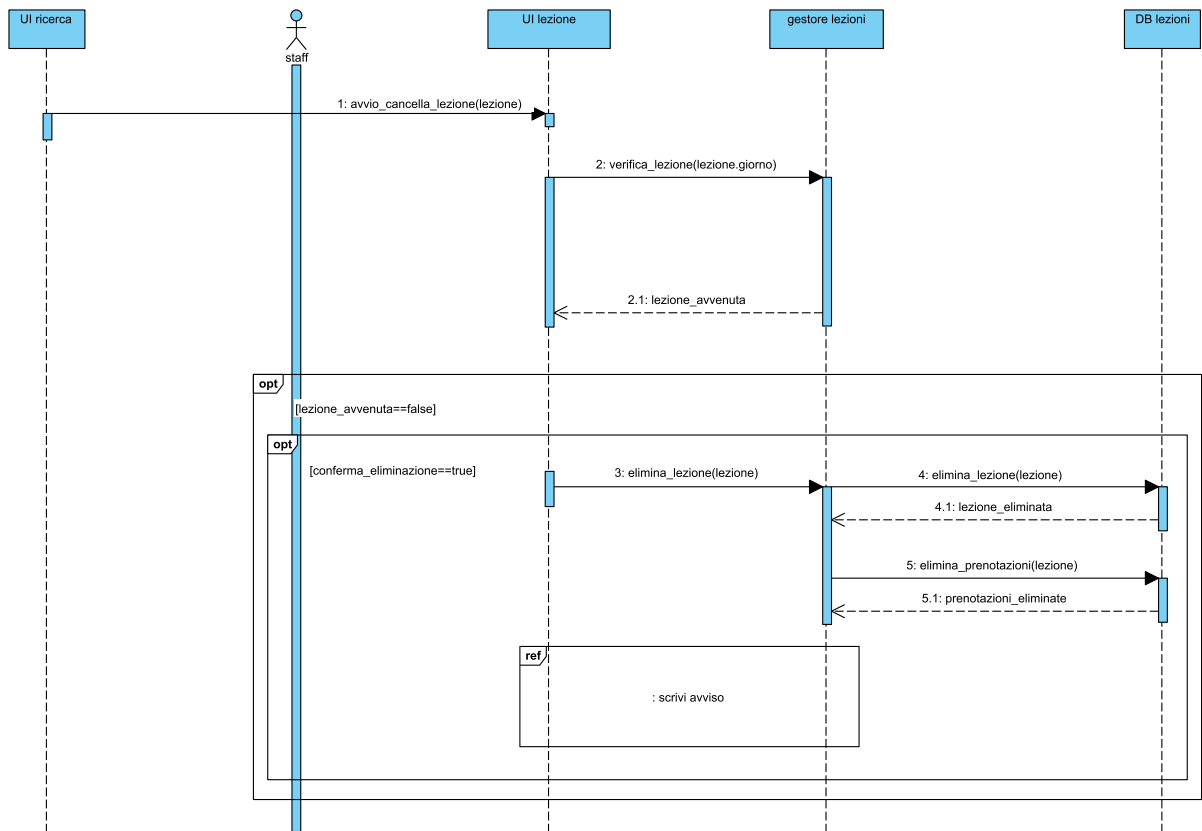 UI ricerca
staff
UI lezione
gestore lezioni
DB lezioni
1: avvio_cancella_lezione(lezione)
2: verifica_lezione(lezione.giorno)
2.1: lezione_avvenuta
opt
[lezione_avvenuta==false]
opt
[conferma_eliminazione==true]
3: elimina_lezione(lezione)
4: elimina_lezione(lezione)
4.1: lezione_eliminata
5: elimina_prenotazioni(lezione)
5.1: prenotazioni_eliminate
ref
: scrivi avviso